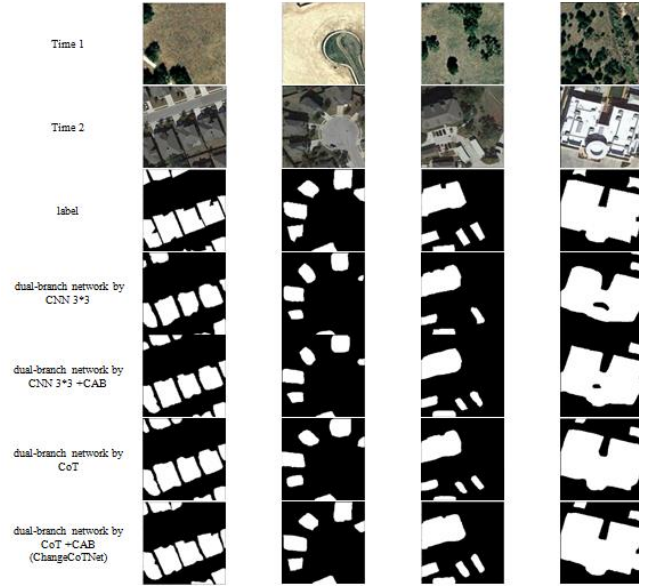 Time 1
Time 2
label
dual-branch network by
CNN 3*3
dual-branch network by
CNN 3*3 +CAB
dual-branch network by
CoT
dual-branch network by
CoT +CAB
(ChangeCoTNet)